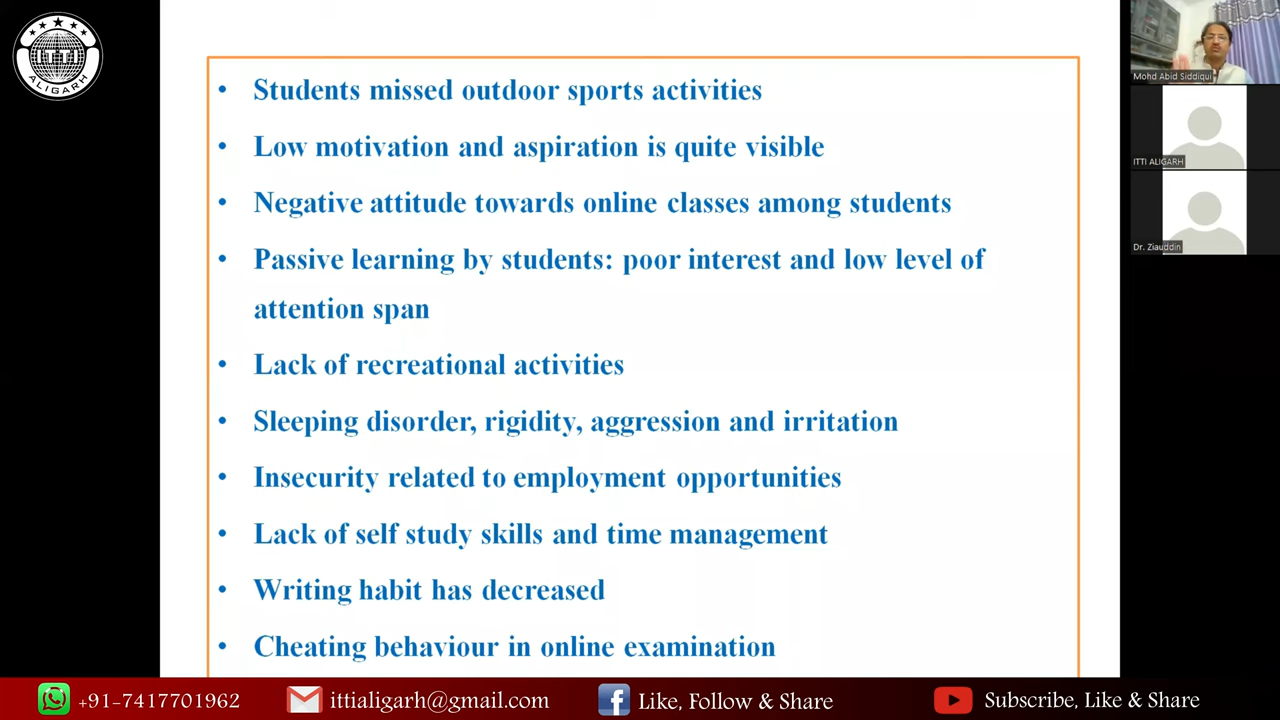 ITTI
ALIGARH
• Students missed outdoor sports activities
• Low motivation and aspiration is quite visible
• Negative attitude towards online classes among students
• Passive learning by students: poor interest and low level of
attention span
• Lack of recreational activities
• Sleeping disorder, rigidity, aggression and irritation
• Insecurity related to employment opportunities
• Lack of self study skills and time management
• Writing habit has decreased
• Cheating behaviour in online examination
Mohd Abid Siddiqui
ITTI ALIGARH
Dr. Ziauddin
+91-7417701962
ittialigarh@gmail.com
Like, Follow & Share
Subscribe, Like & Share